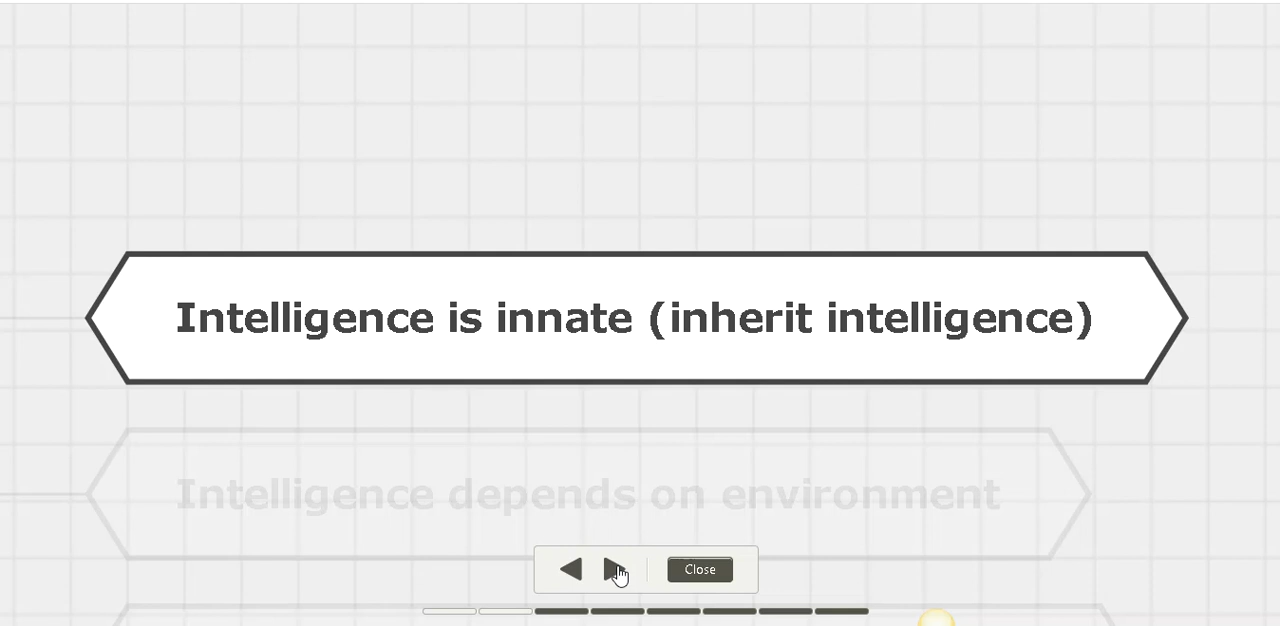 Intelligence is innate (inherit intelligence)
Intelligence depends on environment
Close